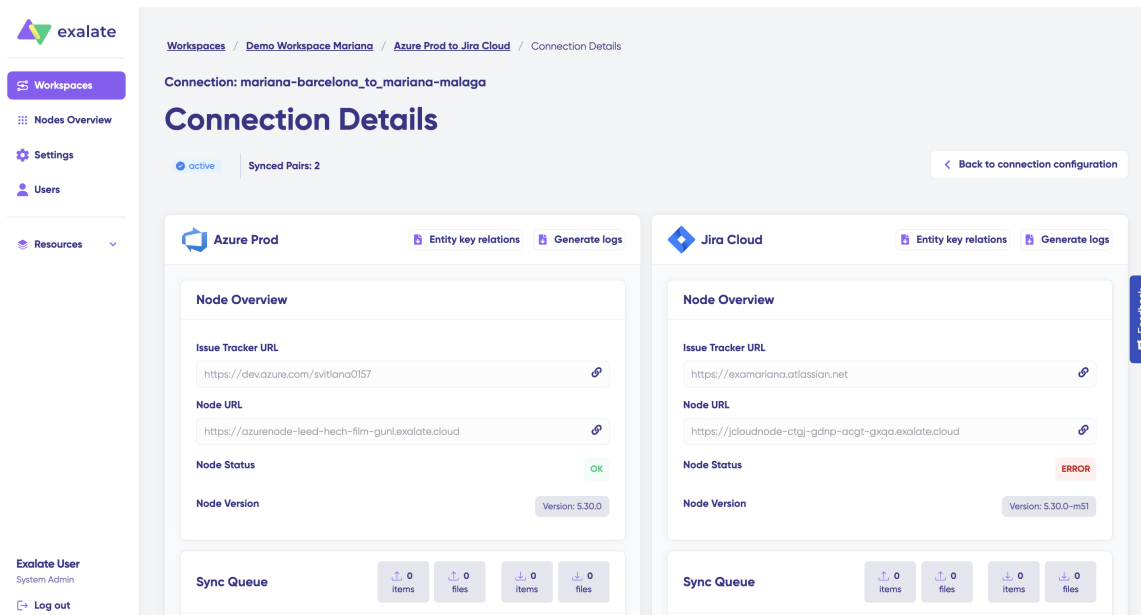 exalate
Workspaces
Nodes Overview
Settings
Users
Resources
Exalate User
System Admin
Log out
Workspaces / Demo Workspace Mariana / Azure Prod to Jira Cloud / Connection Details
Connection: mariana-barcelona_to_mariana-malaga
Connection Details
active
Synced Pairs: 2
Back to connection configuration
Azure Prod
Entity key relations
Generate logs
Node Overview
Issue Tracker URL
https://dev.azure.com/svitlana0157
Node URL
https://azurenode-leed-hech-film-gunl.exalate.cloud
Node Status
OK
Node Version
Version: 5.30.0
Sync Queue
0
items
0
files
0
items
0
files
Jira Cloud
Entity key relations
Generate logs
Node Overview
Issue Tracker URL
https://examariana.atlassian.net
Node URL
https://jcloudnode-ctgj-gdnp-acgt-gxqa.exalate.cloud
Node Status
ERROR
Node Version
Version: 5.30.0-m51
Sync Queue
0
items
0
files
0
items
0
files